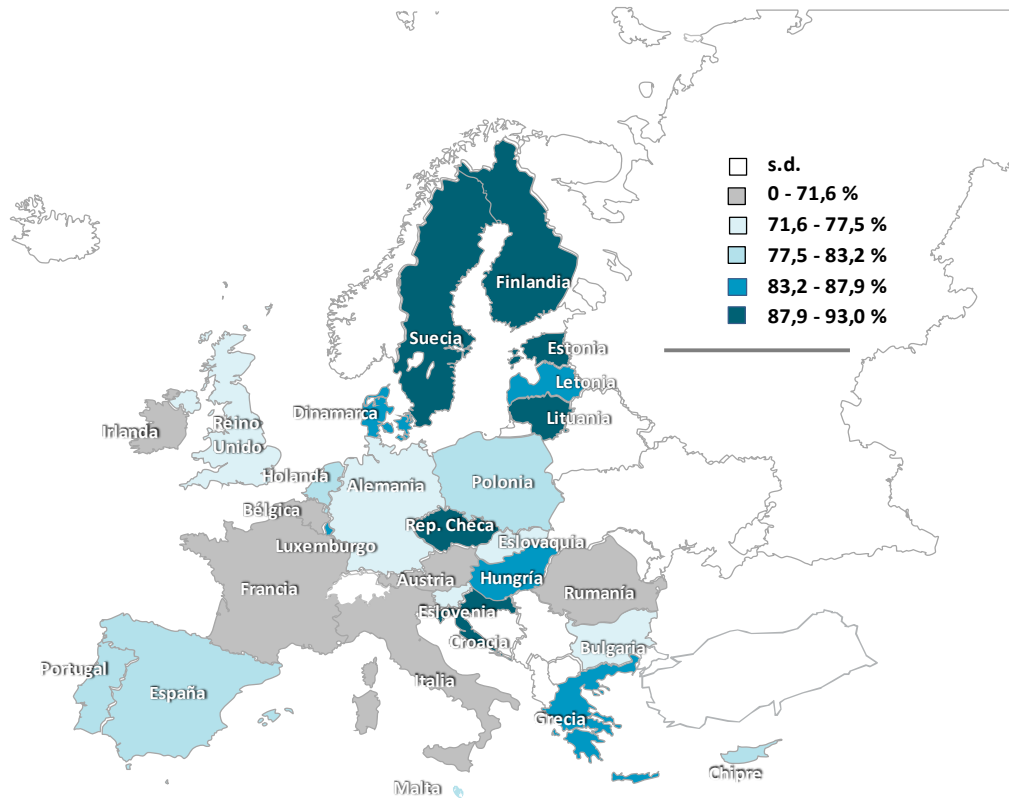 s.d.
0 - 71,6 %
71,6 - 77,5 %
77,5 - 83,2 %
83,2 - 87,9 %
87,9 - 93,0 %
Finlandia
Suecia
Estonia
Letonia
Dinamarca
Lituania
Irlanda
Reino
Unido
Holanda
Alemania
Polonia
Bélgica
Rep. Checa
Luxemburgo
Eslovaquia
Austria
Hungría
Francia
Rumanía
Eslovenia
Croacia
Bulgaria
Portugal
España
Italia
Grecia
Chipre
Malta